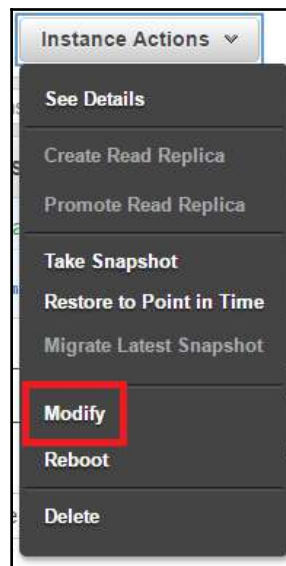 Instance Actions
See Details
Create Read Replica
Promote Read Replica
Take Snapshot
Restore to Point in Time
Migrate Latest Snapshot
Modify
Reboot
Delete